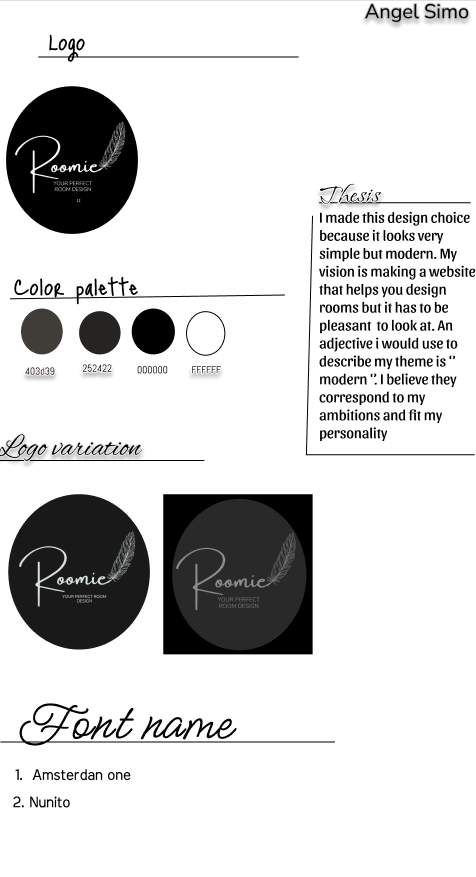 Angel Simo
Logo
Roomie
YOUR PERFECT
ROOM DESIGN
Thesis
I made this design choice
because it looks very
simple but modern. My
vision is making a website
that helps you design
rooms but it has to be
pleasant to look at. An
adjective i would use to
describe my theme is “
modern “. I believe they
correspond to my
ambitions and fit my
personality
Color palette
403d39 252422 000000 FFFFFF
Logo variation
Roomie
YOUR PERFECT ROOM
DESIGN
Roomie
YOUR PERFECT
ROOM DESIGN
Font name
1. Amsterdan one
2. Nunito